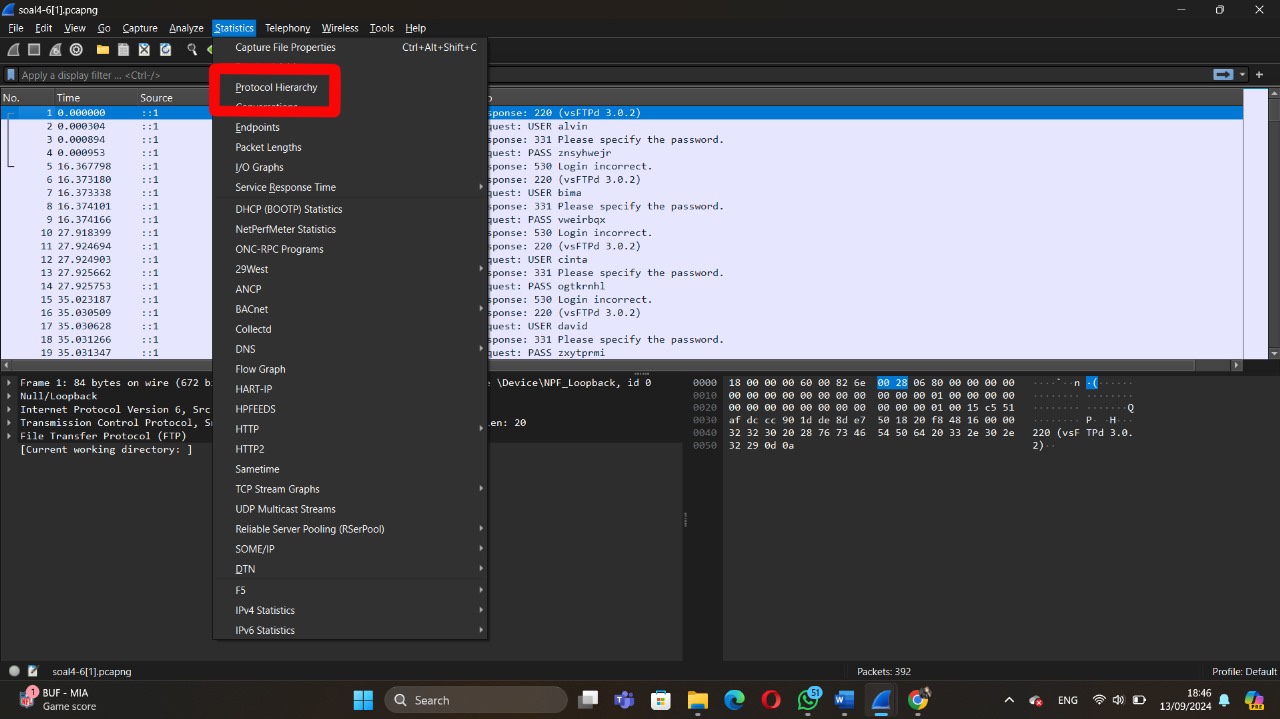 soal4-6[1].pcapng
File Edit View Go Capture Analyze Statistics Telephony Wireless Tools Help
Apply a display filter ... <Ctrl-/>
No. Time Source
1 0.000000 ::1 sponse: 220 (vsFTPd 3.0.2)
2 0.000304 ::1 quest: USER alvin
3 0.000894 ::1 sponse: 331 Please specify the password.
4 0.000953 ::1 quest: PASS znsyhwejr
5 16.367798 ::1 sponse: 530 Login incorrect.
6 16.373180 ::1 sponse: 220 (vsFTPd 3.0.2)
7 16.373338 ::1 quest: USER bima
8 16.374101 ::1 sponse: 331 Please specify the password.
9 16.374166 ::1 quest: PASS vweirbqx
10 27.918399 ::1 sponse: 530 Login incorrect.
11 27.924694 ::1 sponse: 220 (vsFTPd 3.0.2)
12 27.924903 ::1 quest: USER cinta
13 27.925662 ::1 sponse: 331 Please specify the password.
14 27.925753 ::1 quest: PASS ogtkrnhl
15 35.023187 ::1 sponse: 530 Login incorrect.
16 35.030509 ::1 sponse: 220 (vsFTPd 3.0.2)
17 35.030628 ::1 quest: USER david
18 35.031266 ::1 sponse: 331 Please specify the password.
19 35.031347 ::1 quest: PASS zxytprmi
Capture File Properties Ctrl+Alt+Shift+C
Protocol Hierarchy
Conversations
Endpoints
Packet Lengths
I/O Graphs
Service Response Time
DHCP (BOOTP) Statistics
NetPerfMeter Statistics
ONC-RPC Programs
29West
ANCP
BACnet
Collectd
DNS
Flow Graph
HART-IP
HPFEEDS
HTTP
HTTP2
Sametime
TCP Stream Graphs
UDP Multicast Streams
Reliable Server Pooling (RSerPool)
SOME/IP
DTN
F5
IPv4 Statistics
IPv6 Statistics
Frame 1: 84 bytes on wire (672 bi e \Device\NPF_Loopback, id 0
Null/Loopback
Internet Protocol Version 6, Src
Transmission Control Protocol, Sr en: 20
File Transfer Protocol (FTP)
[Current working directory: ]
0000 18 00 00 00 60 00 82 6e 00 28 06 80 00 00 00 00 ····`··n ·(······
0010 00 00 00 00 00 00 00 00 00 00 00 01 00 00 00 00 ········ ········
0020 00 00 00 00 00 00 00 00 00 00 00 01 00 15 c5 51 ········ ·······Q
0030 af dc cc 90 1d de 8d e7 50 18 20 f8 48 16 00 00 ········ P· ·H···
0040 32 32 30 20 28 76 73 46 54 50 64 20 33 2e 30 2e 220 (vsF TPd 3.0.
0050 32 29 0d 0a 2)··
soal4-6[1].pcapng Packets: 392 Profile: Default
1
BUF - MIA
Game score
Search
51
ENG
18:46
13/09/2024
PRE